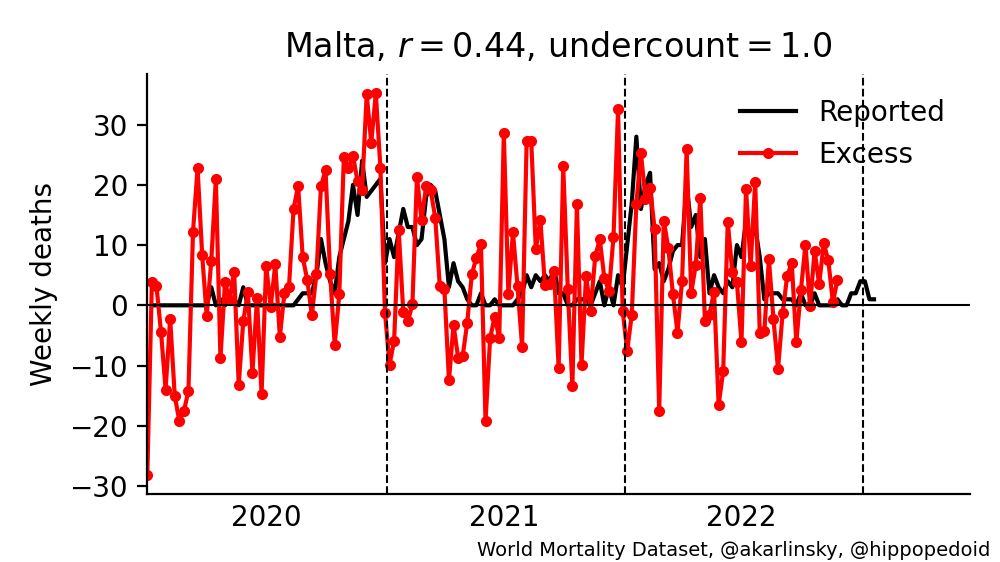 Malta, r = 0.44, undercount = 1.0
Weekly deaths
30
20
10
0
−10
−20
−30
Reported
Excess
2020 2021 2022
World Mortality Dataset, @akarlinsky, @hippopedoid